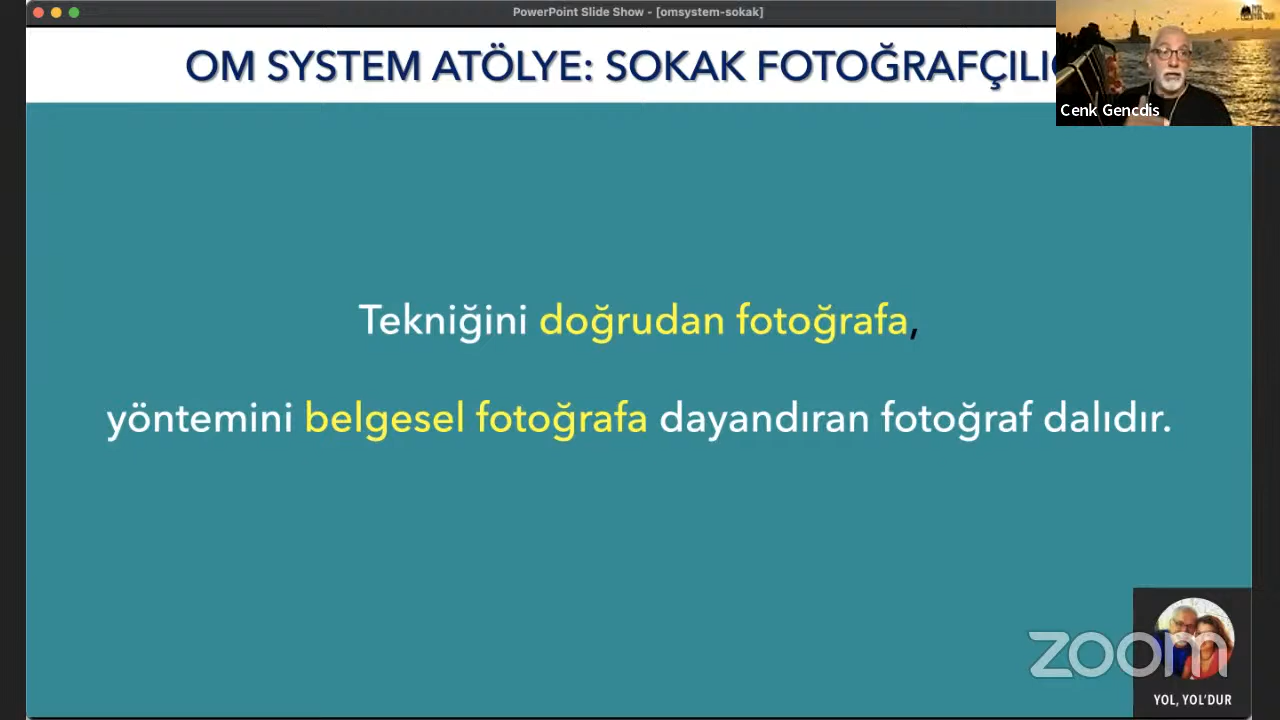 PowerPoint Slide Show - [omsystem-sokak]
OM SYSTEM ATÖLYE: SOKAK FOTOĞRAFÇILI
Cenk Gencdis
Tekniğini doğrudan fotoğrafa,
yöntemini belgesel fotoğrafa dayandıran fotoğraf dalıdır.
zoom
YOL, YOL'DUR